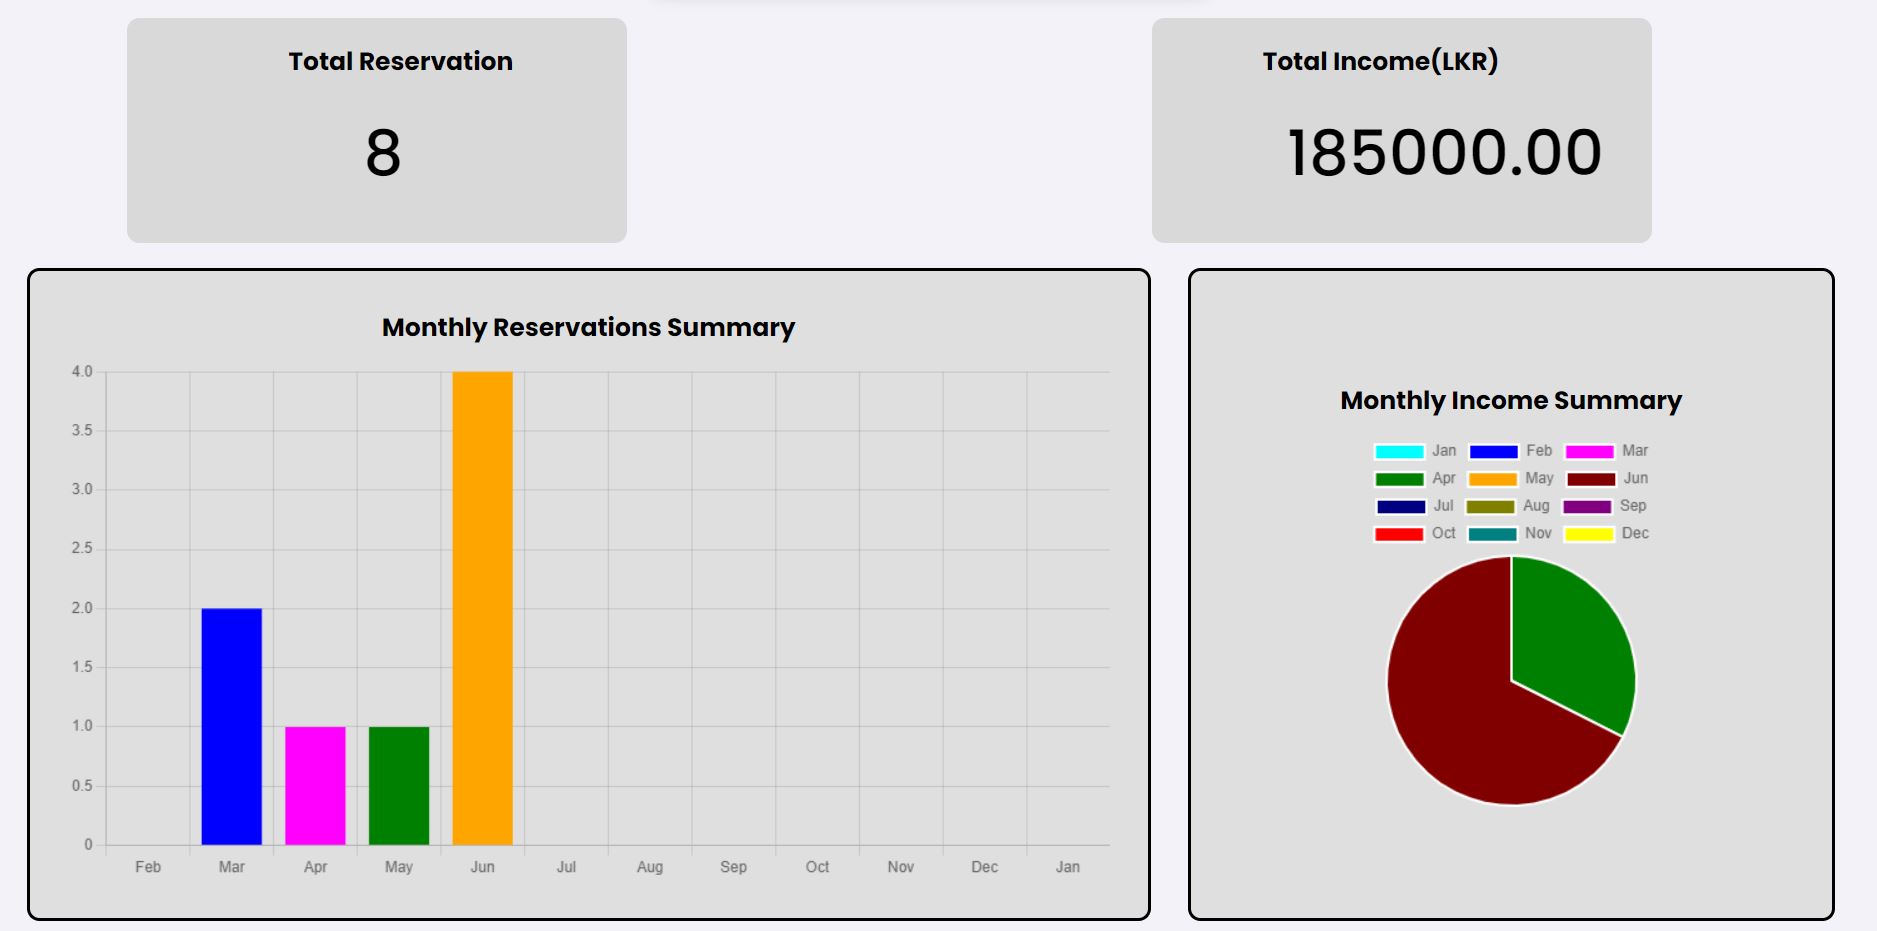 Total Reservation
8
Total Income(LKR)
185000.00
Monthly Reservations Summary
4.0
3.5
3.0
2.5
2.0
1.5
1.0
0.5
0
Feb Mar Apr May Jun Jul Aug Sep Oct Nov Dec Jan
Monthly Income Summary
Jan Feb Mar
Apr May Jun
Jul Aug Sep
Oct Nov Dec